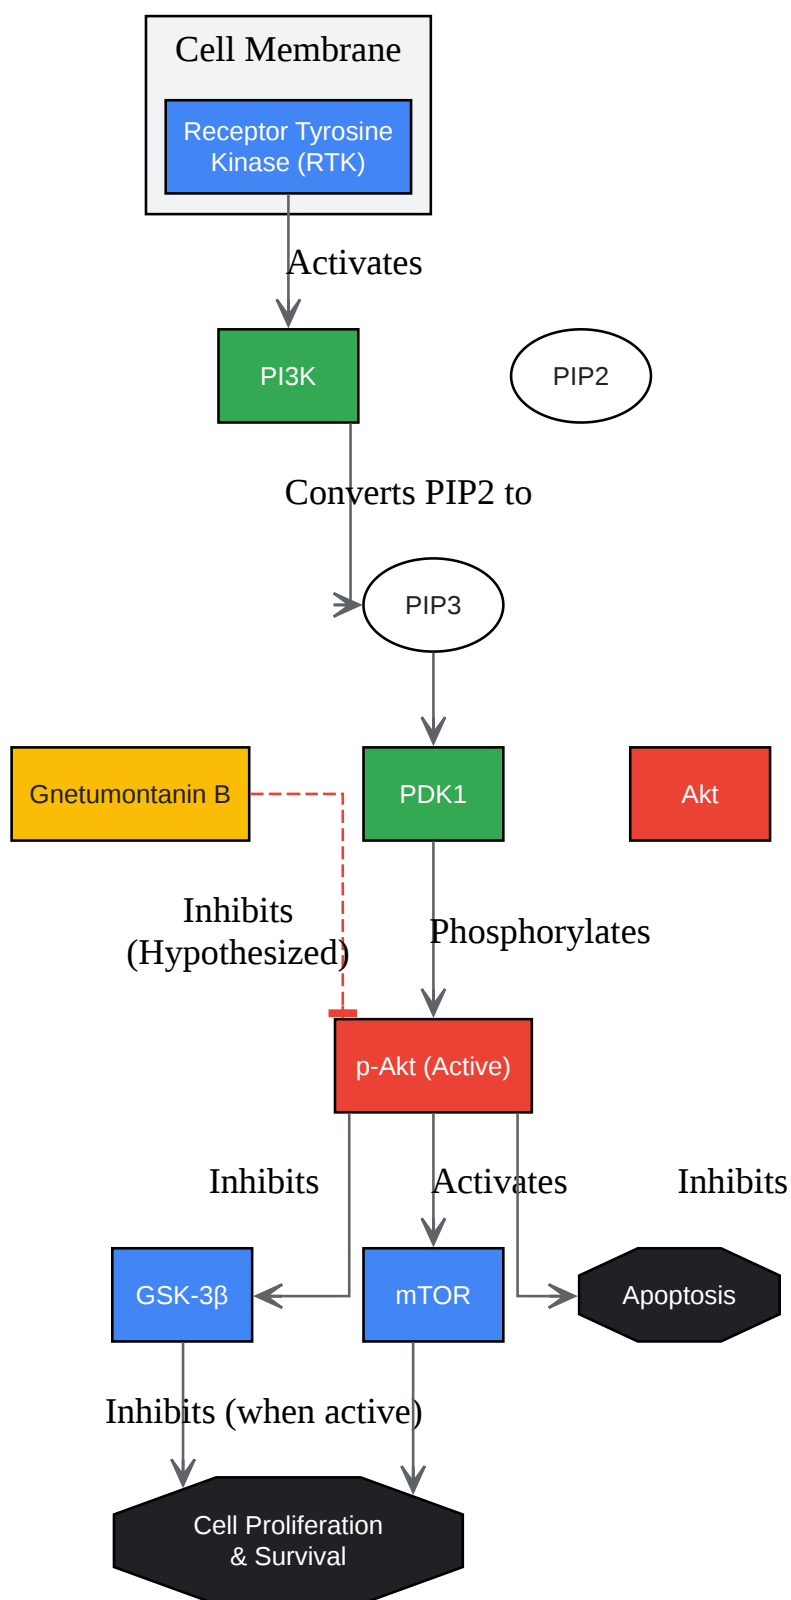 Cell Membrane
Receptor Tyrosine
Kinase (RTK)
Activates
PI3K
PIP2
Converts PIP2 to
PIP3
Gnetumontanin B
PDK1
Akt
Inhibits
(Hypothesized)
Phosphorylates
p-Akt (Active)
Inhibits
Activates
Inhibits
GSK-3β
mTOR
Apoptosis
Inhibits (when active)
Cell Proliferation
& Survival